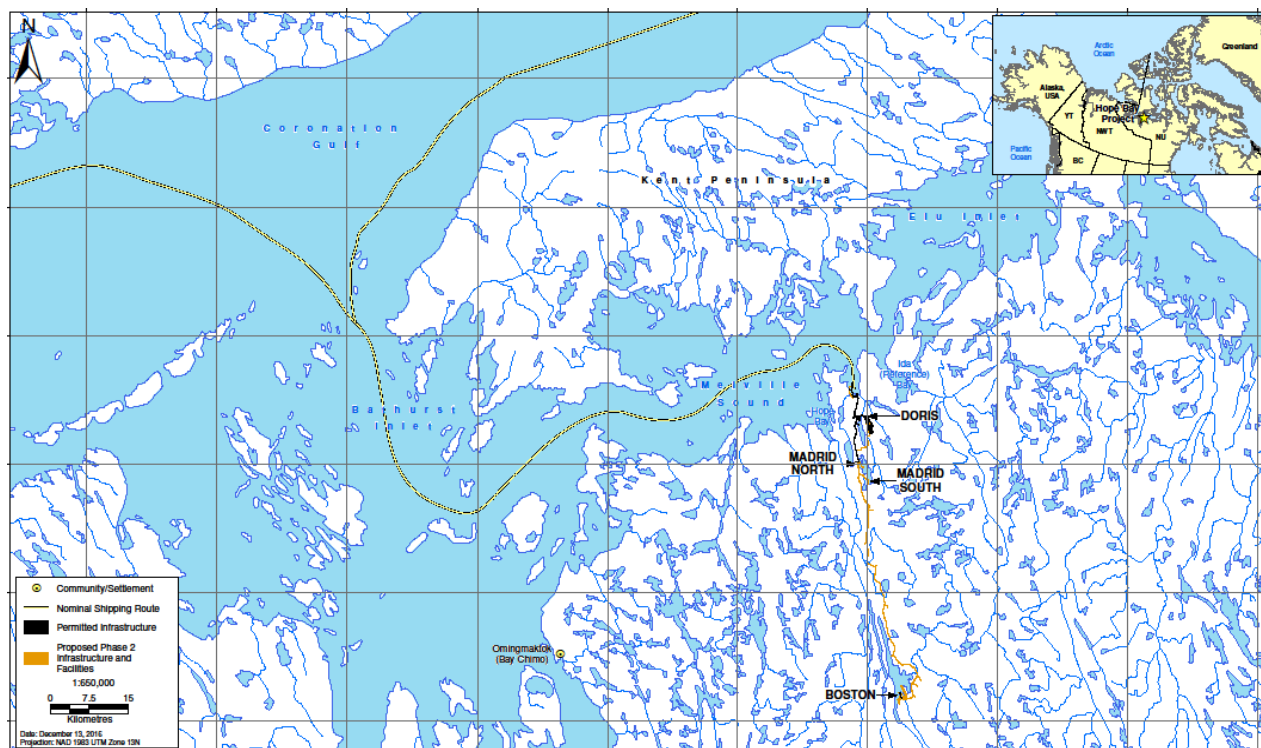 N
Coronation
Gulf
Kent Peninsula
Elu Inlet
Arctic
Ocean
Greenland
Alaska,
USA
Hope Bay
Project
YT
NWT
NU
Pacific
Ocean
BC
Bathurst
Inlet
Melville
Sound
Ida
(Reference)
Bay
Hope
Bay
DORIS
MADRID
NORTH
MADRID
SOUTH
Omingmaktok
(Bay Chimo)
BOSTON
Community/Settlement
Nominal Shipping Route
Permitted Infrastructure
Proposed Phase 2
Infrastructure and
Facilities
1:650,000
0 7.5 15
Kilometres
Date: December 13, 2016
Projection: NAD 1983 UTM Zone 13N